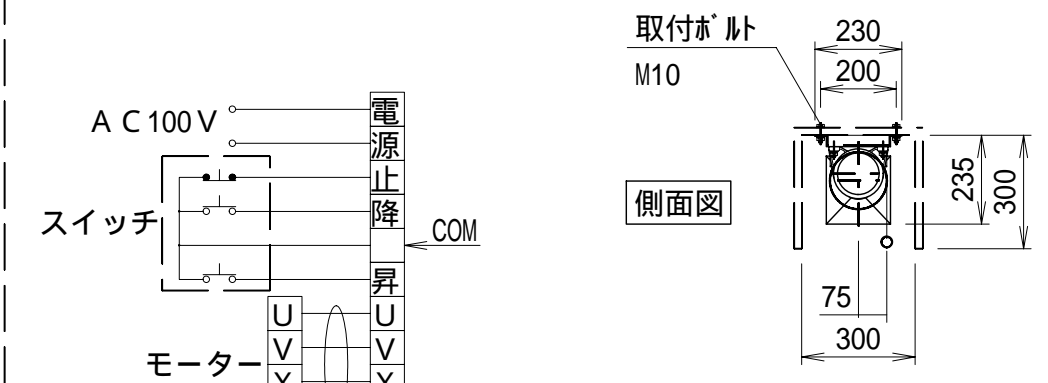 AC100V
電
源
止
降
COM
昇
スイッチ
U U
V V
モーター
X X
取付ボルト
M10
230
200
側面図
235
300
75
300